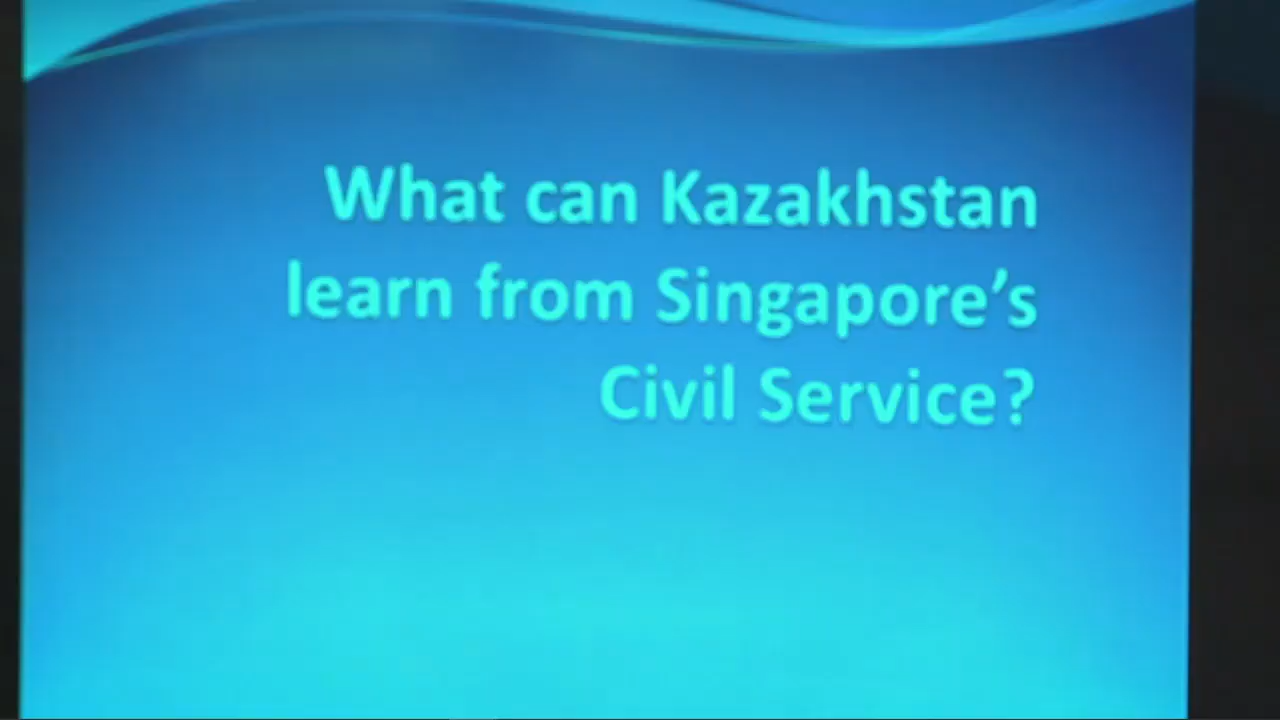 What can Kazakhstan
learn from Singapore’s
Civil Service?